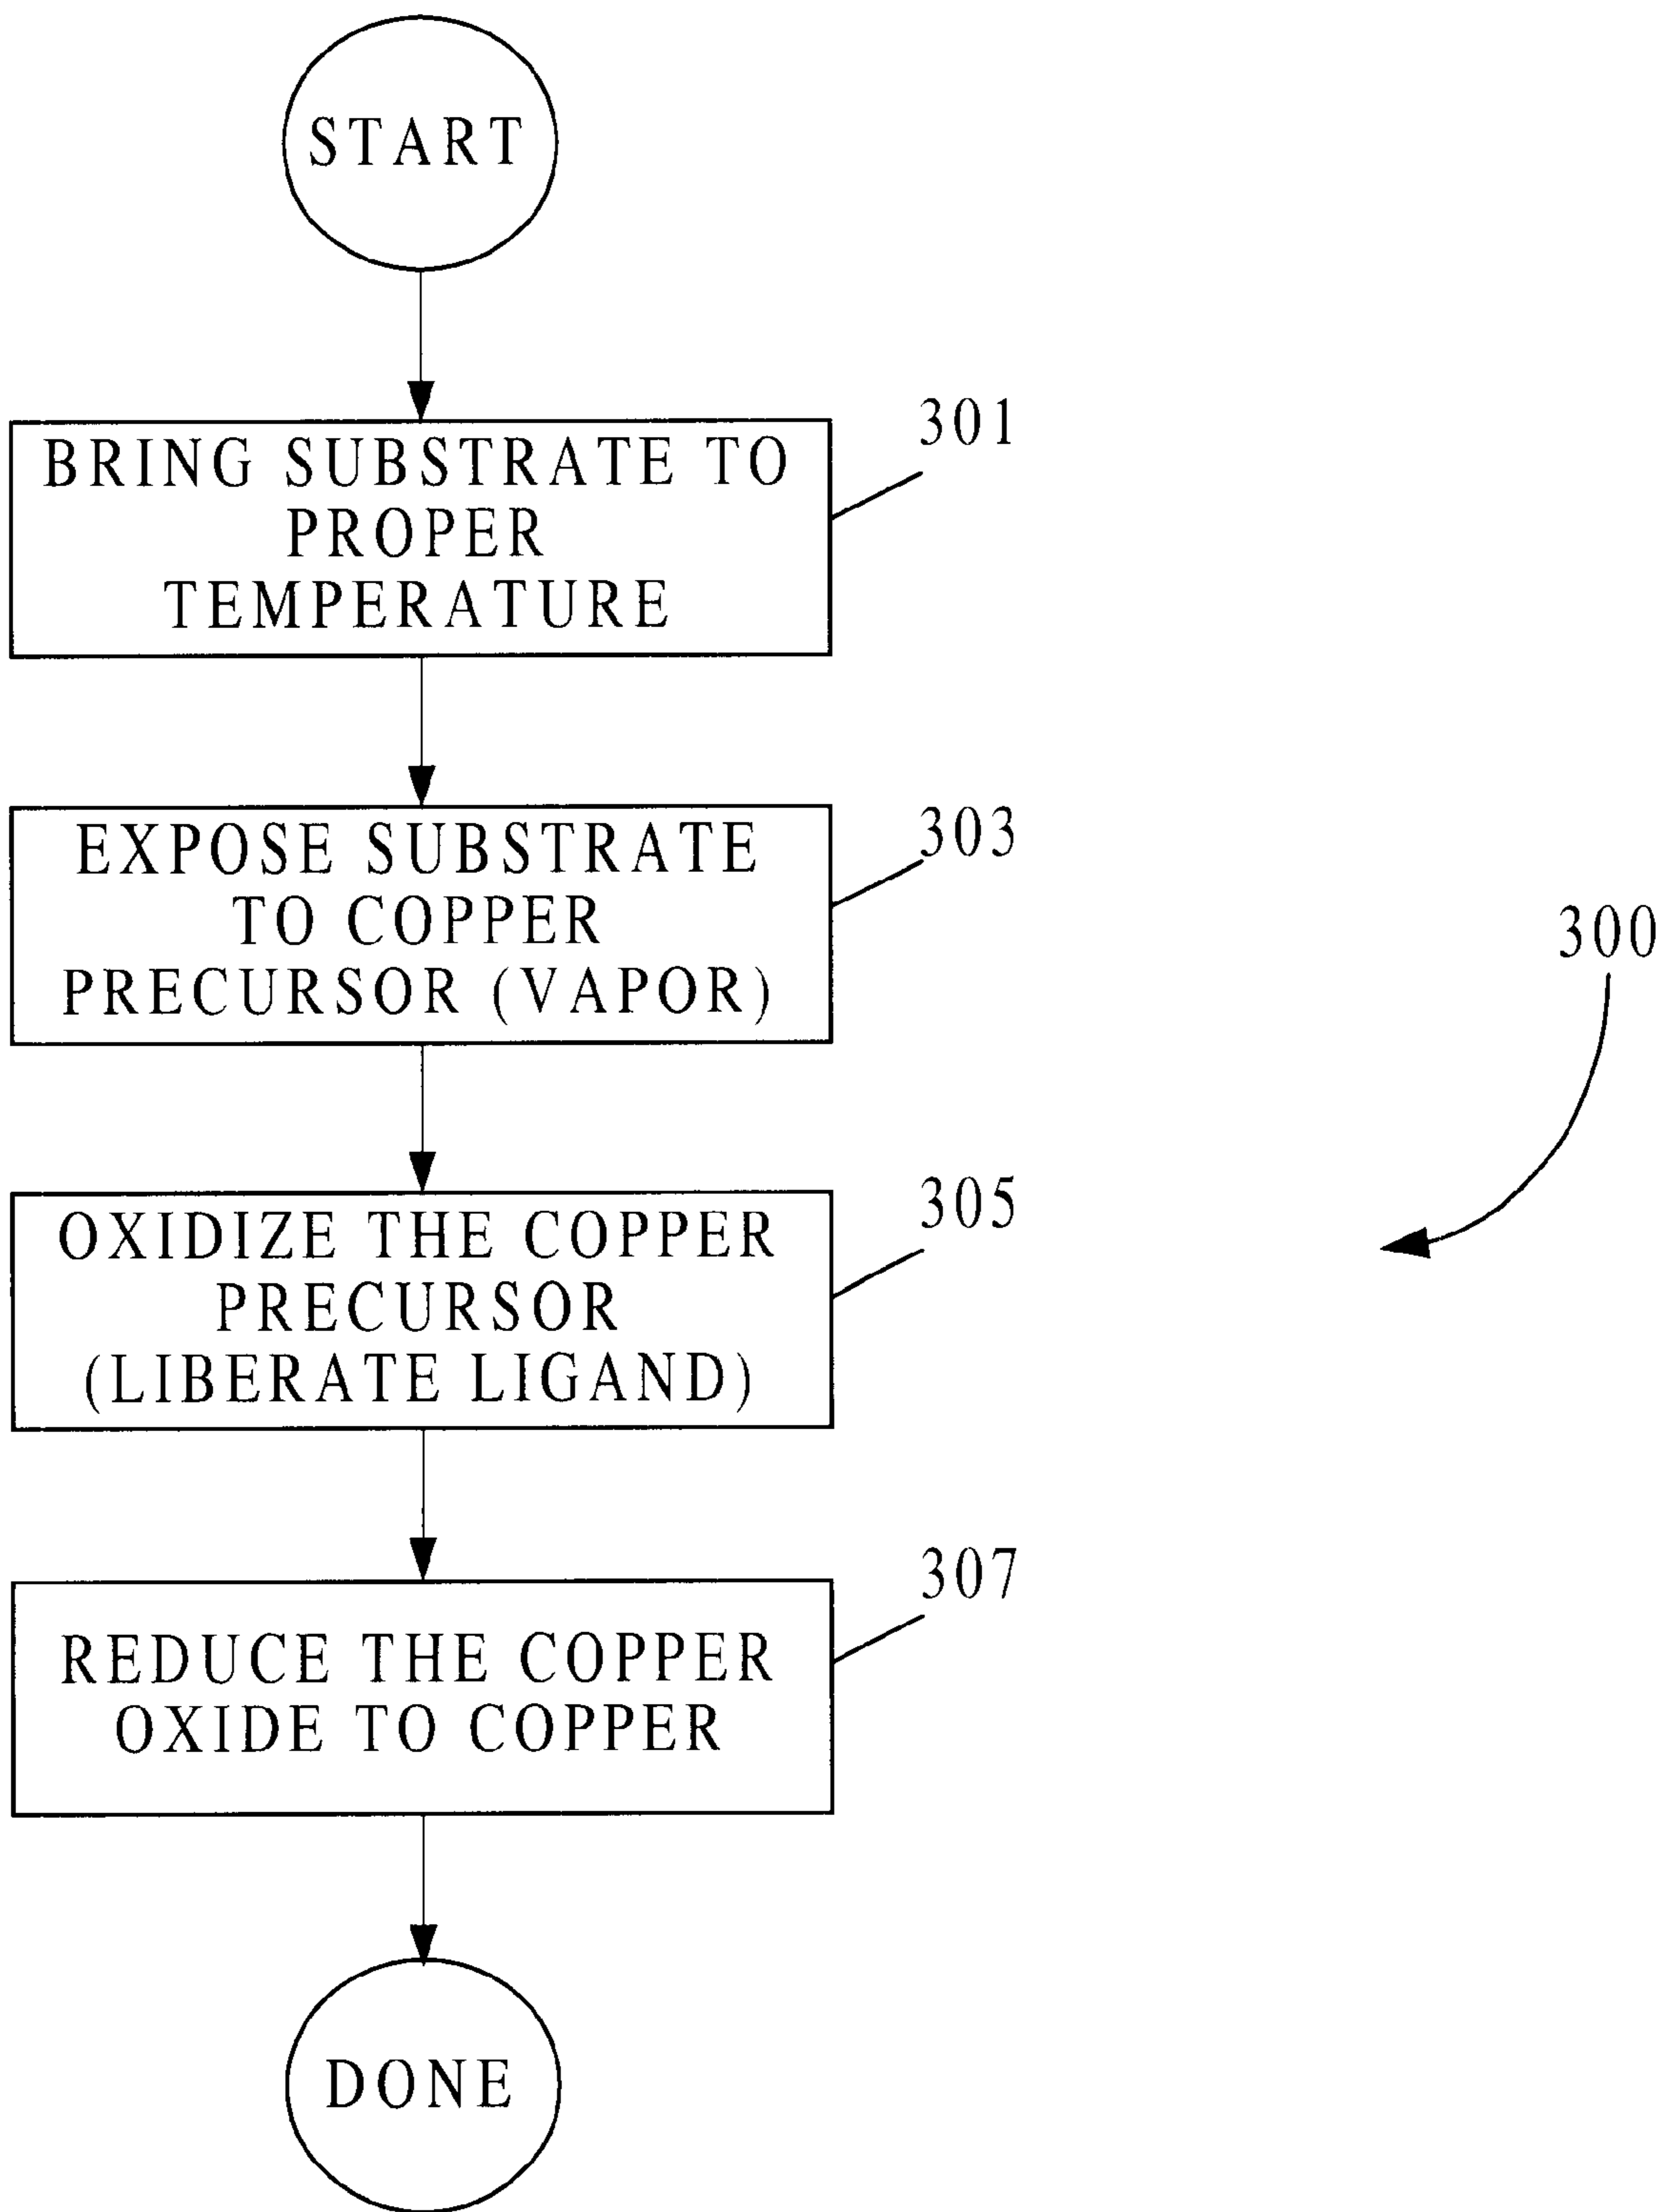 START
BRING SUBSTRATE TO
PROPER
TEMPERATURE
301
EXPOSE SUBSTRATE
TO COPPER
PRECURSOR (VAPOR)
303
300
OXIDIZE THE COPPER
PRECURSOR
(LIBERATE LIGAND)
305
REDUCE THE COPPER
OXIDE TO COPPER
307
DONE